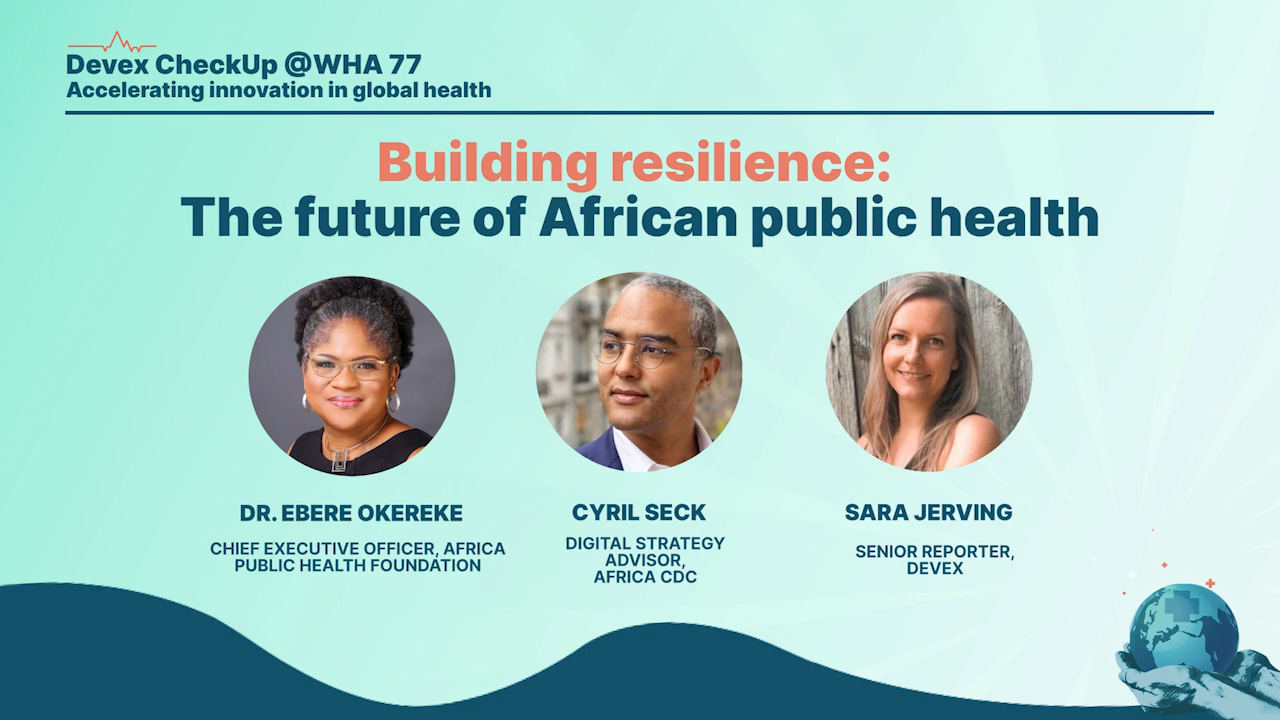 Devex CheckUp @WHA 77
Accelerating innovation in global health
Building resilience:
The future of African public health
DR. EBERE OKEREKE
CHIEF EXECUTIVE OFFICER, AFRICA
PUBLIC HEALTH FOUNDATION
CYRIL SECK
DIGITAL STRATEGY
ADVISOR,
AFRICA CDC
SARA JERVING
SENIOR REPORTER,
DEVEX